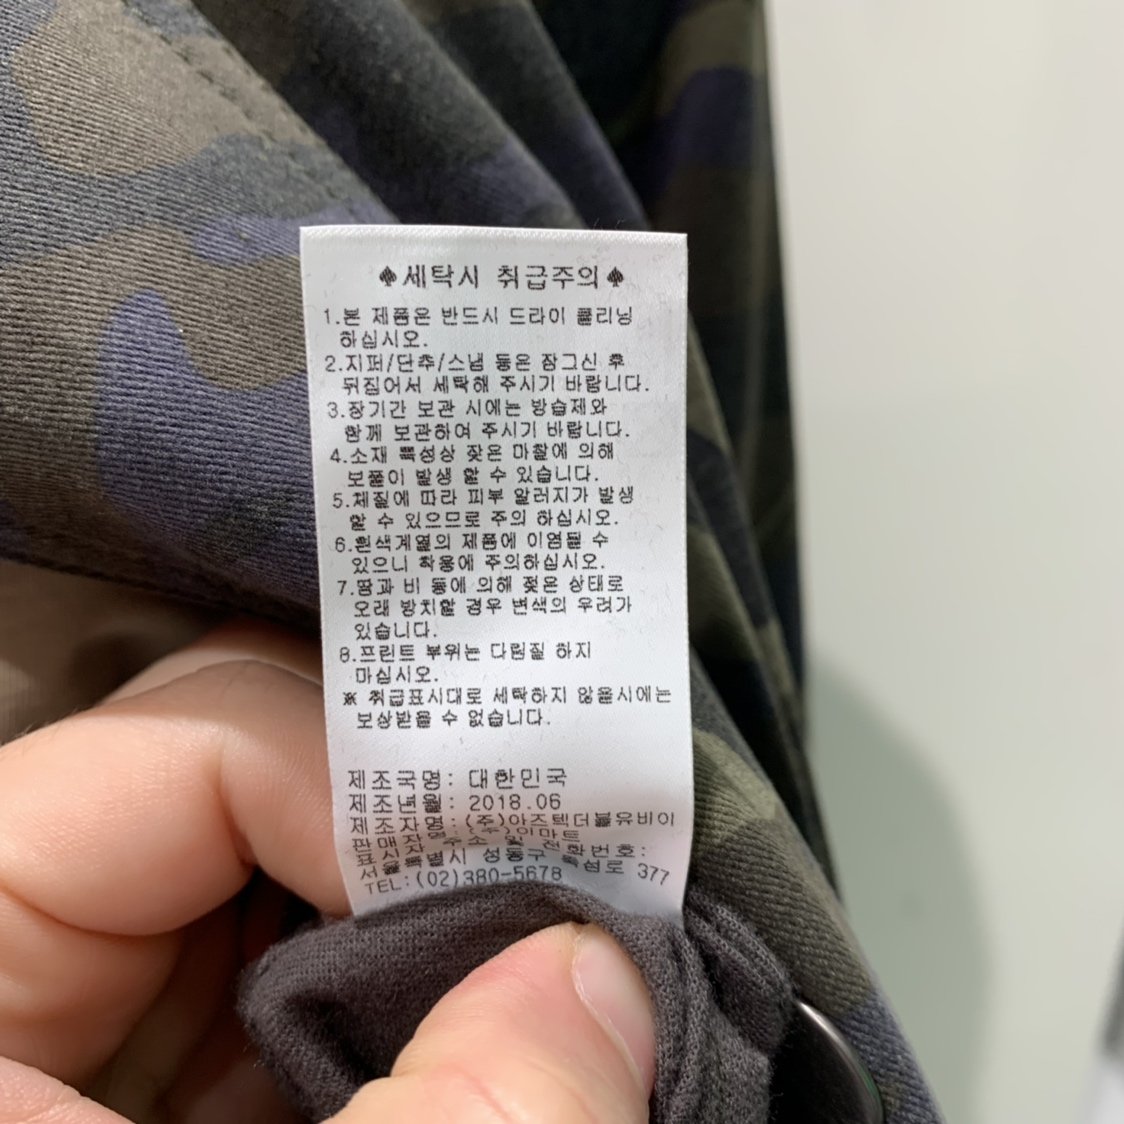 ♠세탁시 취급주의♠
1.본 제품은 반드시 드라이 클리닝
하십시오.
2.지퍼/단추/스냅 등은 잠그신 후
뒤집어서 세탁해 주시기 바랍니다.
3.장기간 보관 시에는 방습제와
함께 보관하여 주시기 바랍니다.
4.소재 특성상 잦은 마찰에 의해
보풀이 발생 할 수 있습니다.
5.체질에 따라 피부 알러지가 발생
할 수 있으므로 주의 하십시오.
6.흰색계열의 제품에 이염될 수
있으니 착용에 주의하십시오.
7.땀과 비 등에 의해 젖은 상태로
오래 방치할 경우 변색의 우려가
있습니다.
8.프린트 부위는 다림질 하지
마십시오.
※ 취급표시대로 세탁하지 않을시에는
보상받을 수 없습니다.
제조국명: 대한민국
제조년월: 2018.06
제조자명:(주)아즈텍더블유비이
판매자명: 이마트
표시자 주소 및 전화번호:
서울특별시 성동구 377
TEL:(02)380-5678